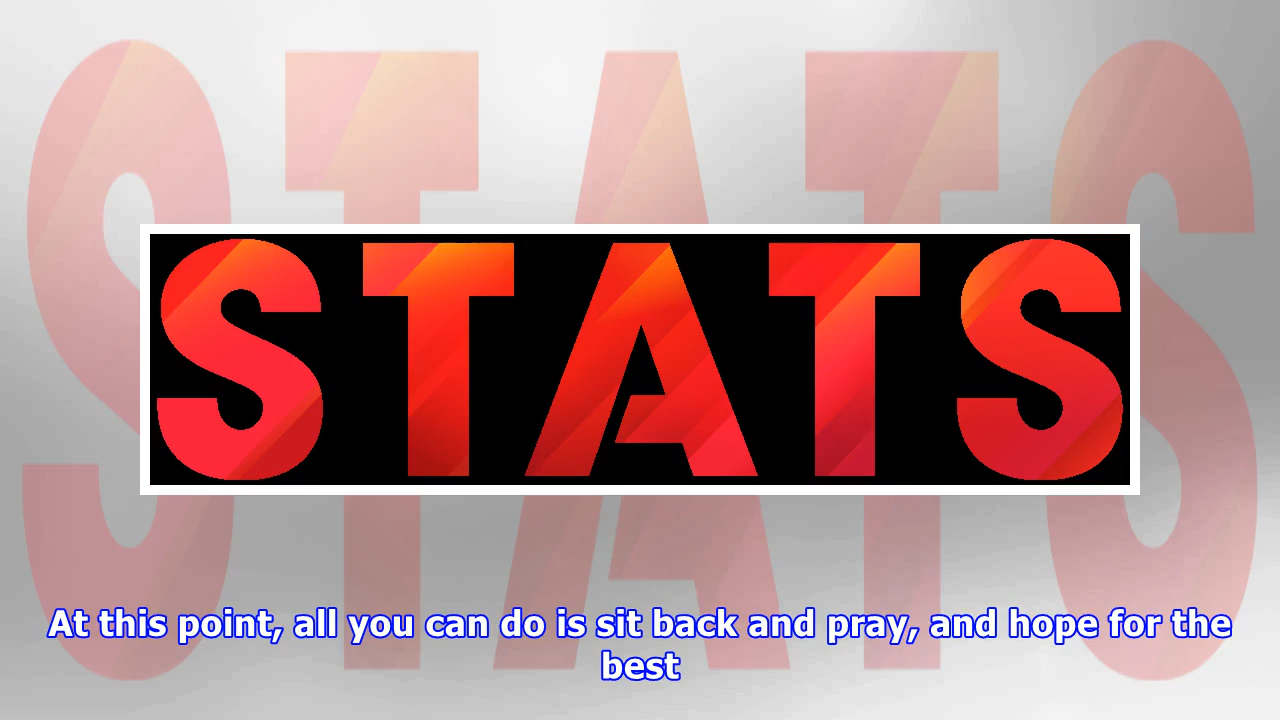 STATS
At this point, all you can do is sit back and pray, and hope for the
best